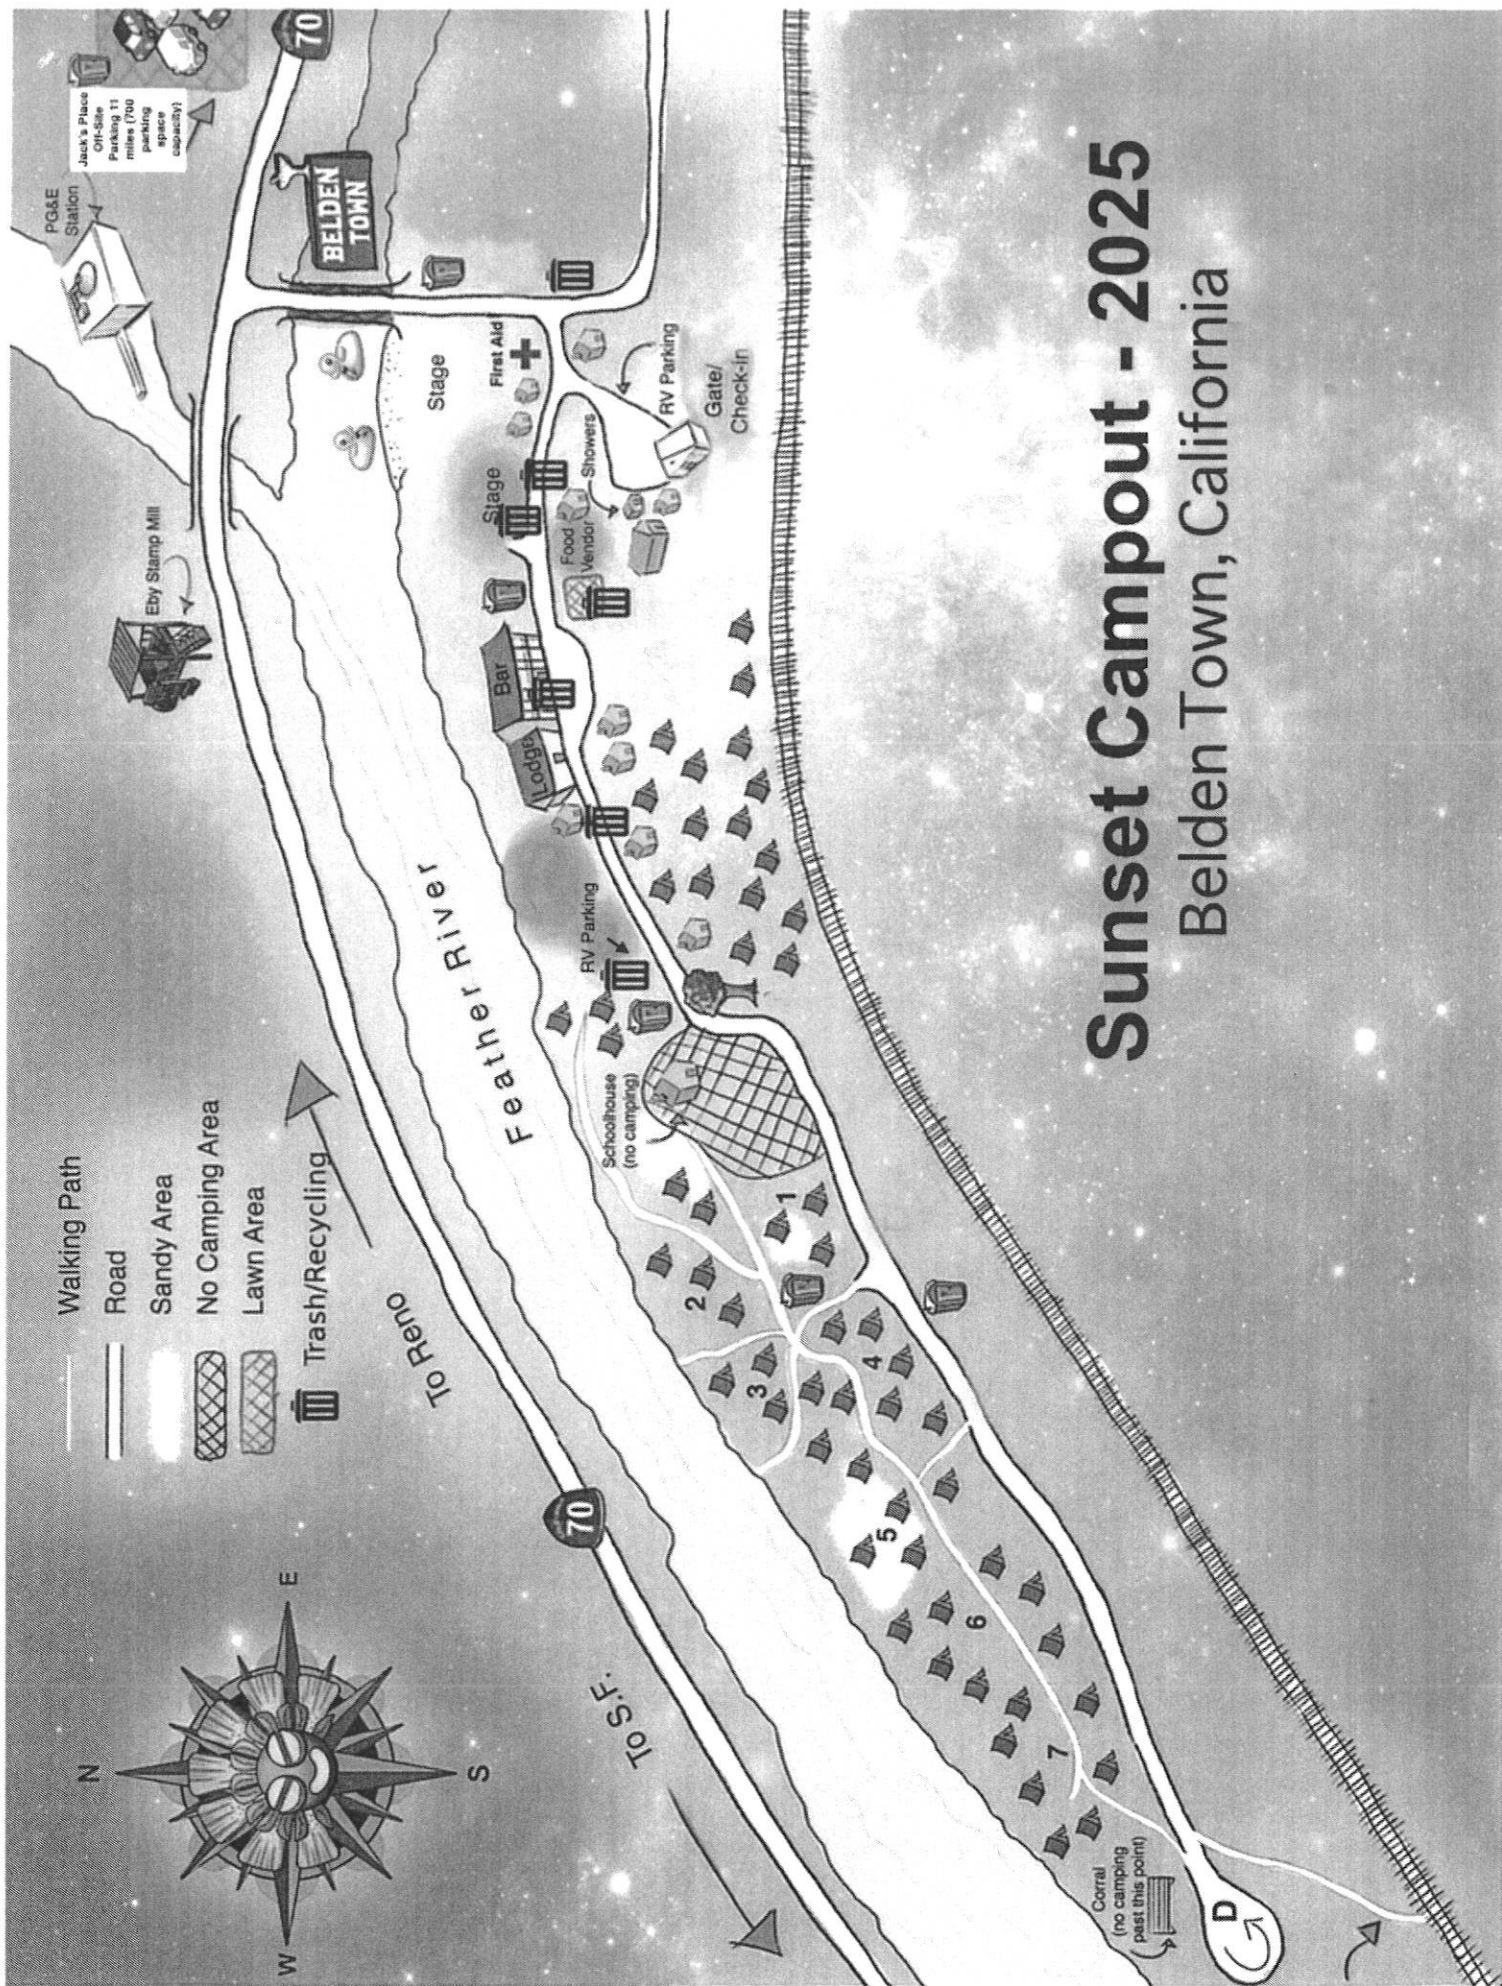 N
W
E
S
Walking Path
Road
Sandy Area
No Camping Area
Lawn Area
Trash/Recycling
To Reno
To S.F.
70
Feather River
Eby Stamp Mill
PG&E
Station
Jack's Place
Off-Site
Parking 11
miles (700
parking
space
capacity)
70
BELDEN
TOWN
Stage
First Aid
Stage
Bar
Lodge
Food
Vendor
Showers
RV Parking
Gate/
Check-in
RV Parking
Schoolhouse
(no camping)
1
2
3
4
5
6
7
Corral
(no camping
past this point)
D
Sunset Campout - 2025
Belden Town, California